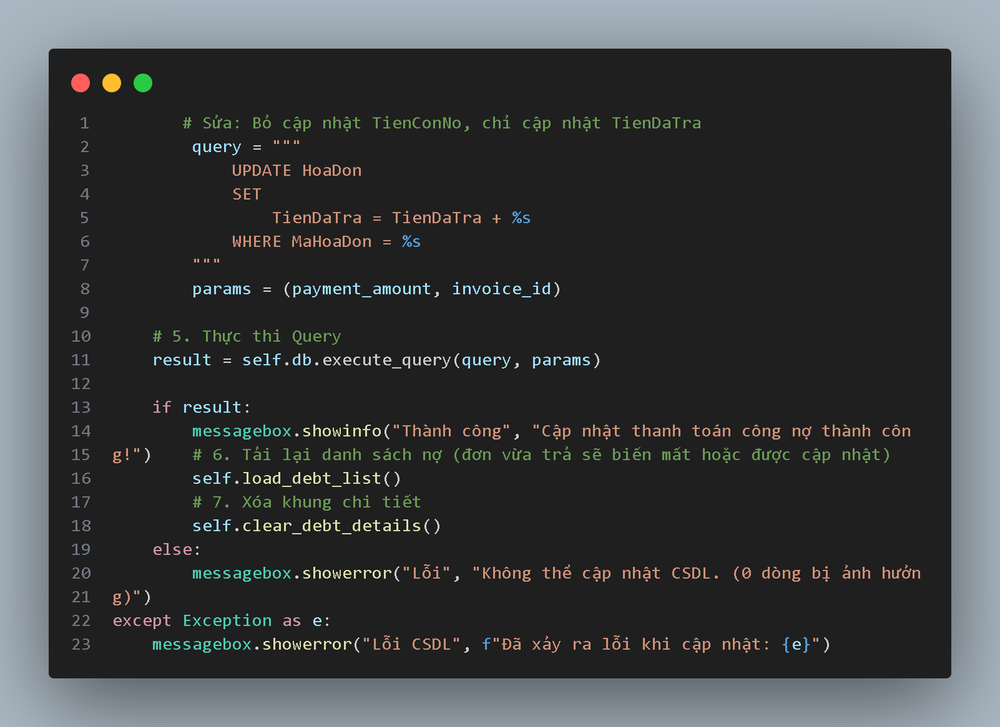 1         # Sửa: Bỏ cập nhật TienConNo, chỉ cập nhật TienDaTra
2          query = """
3              UPDATE HoaDon
4              SET
5                  TienDaTra = TienDaTra + %s
6              WHERE MaHoaDon = %s
7          """
8          params = (payment_amount, invoice_id)
9
10     # 5. Thực thi Query
11     result = self.db.execute_query(query, params)
12
13     if result:
14         messagebox.showinfo("Thành công", "Cập nhật thanh toán công nợ thành côn
15 g!")    # 6. Tải lại danh sách nợ (đơn vừa trả sẽ biến mất hoặc được cập nhật)
16         self.load_debt_list()
17         # 7. Xóa khung chi tiết
18         self.clear_debt_details()
19     else:
20         messagebox.showerror("Lỗi", "Không thể cập nhật CSDL. (0 dòng bị ảnh hưởn
21 g)")
22 except Exception as e:
23     messagebox.showerror("Lỗi CSDL", f"Đã xảy ra lỗi khi cập nhật: {e}")